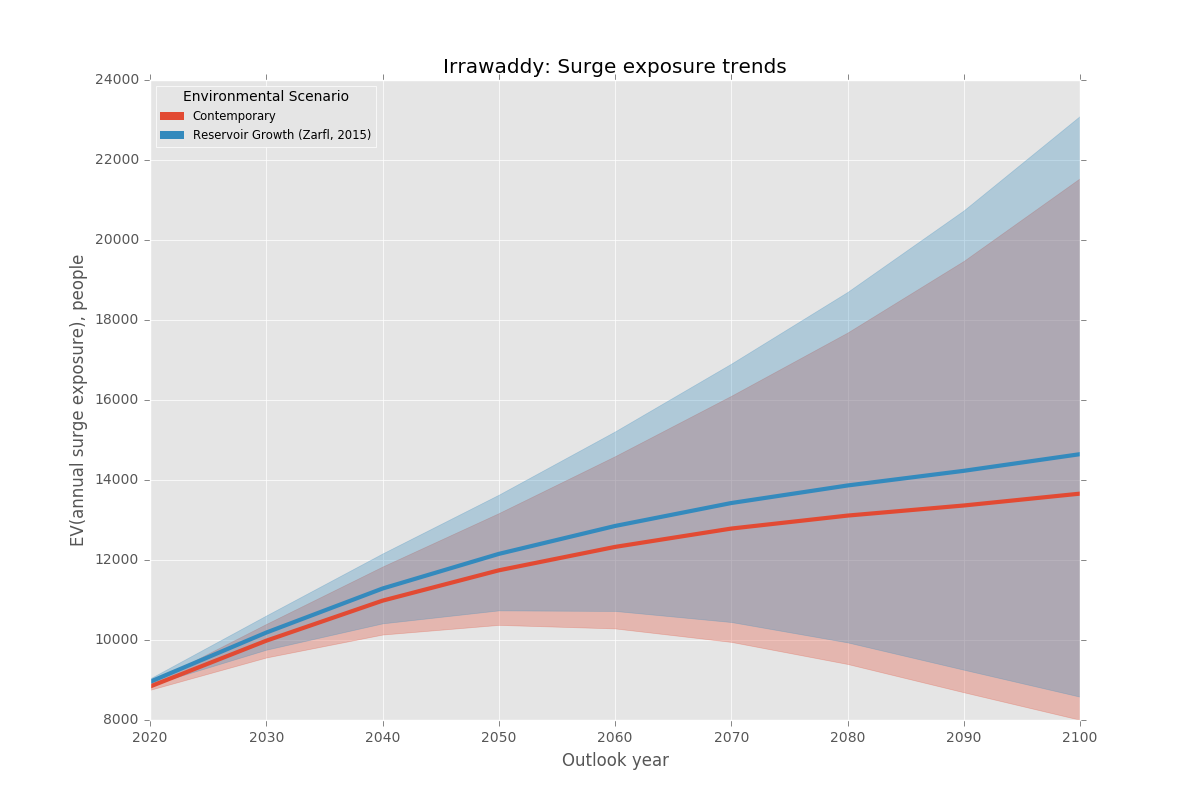 Irrawaddy: Surge exposure trends
Environmental Scenario
Contemporary
Reservoir Growth (Zarfl, 2015)
EV(annual surge exposure), people
24000
22000
20000
18000
16000
14000
12000
10000
8000
2020 2030 2040 2050 2060 2070 2080 2090 2100
Outlook year